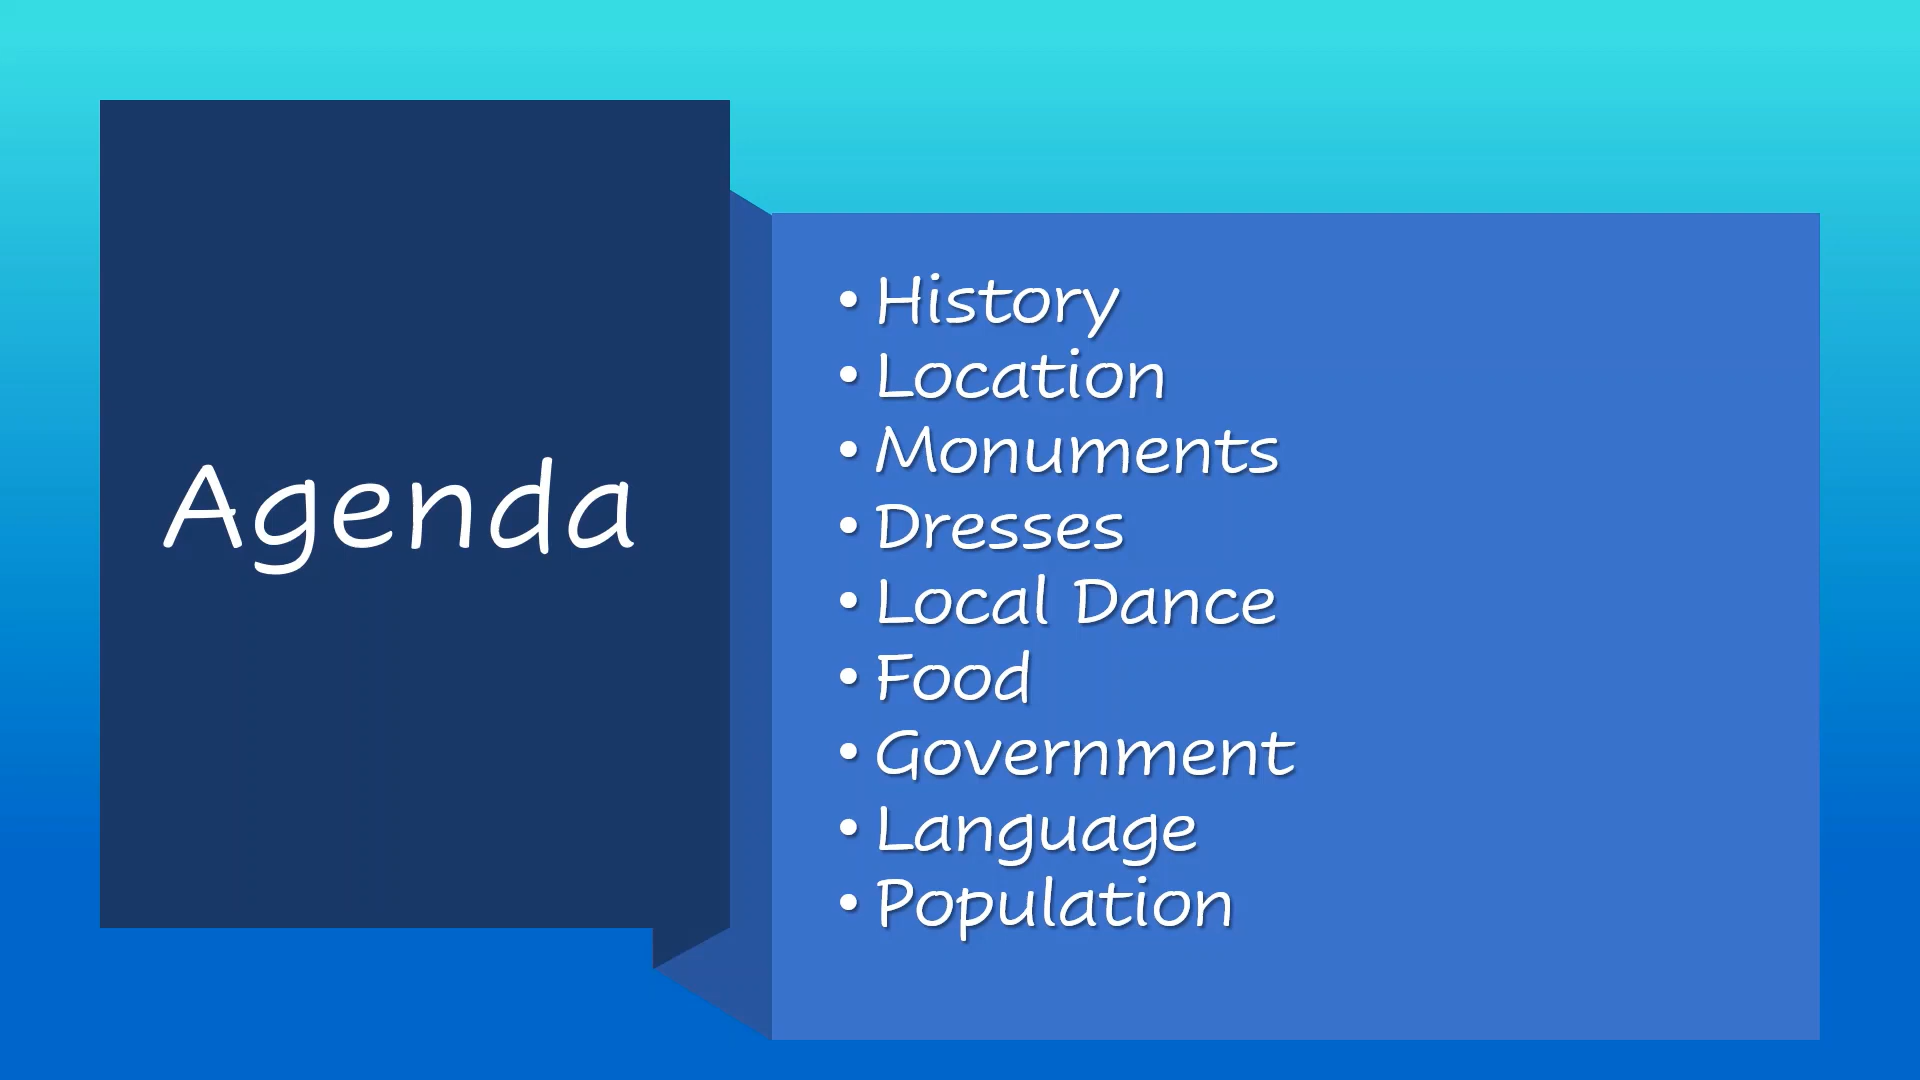 Agenda
• History
• Location
• Monuments
• Dresses
• Local Dance
• Food
• Government
• Language
• Population